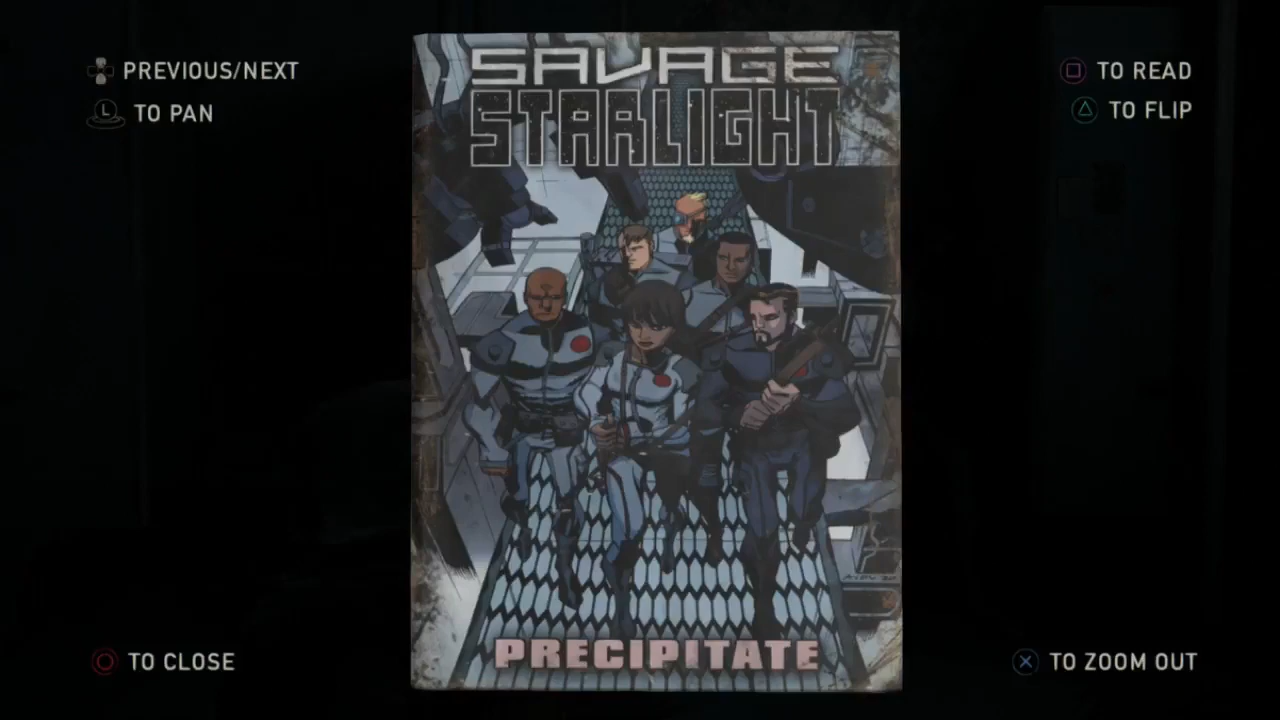 PREVIOUS/NEXT
L TO PAN
TO READ
TO FLIP
SAVAGE
STARLIGHT
PRECIPITATE
TO CLOSE
TO ZOOM OUT